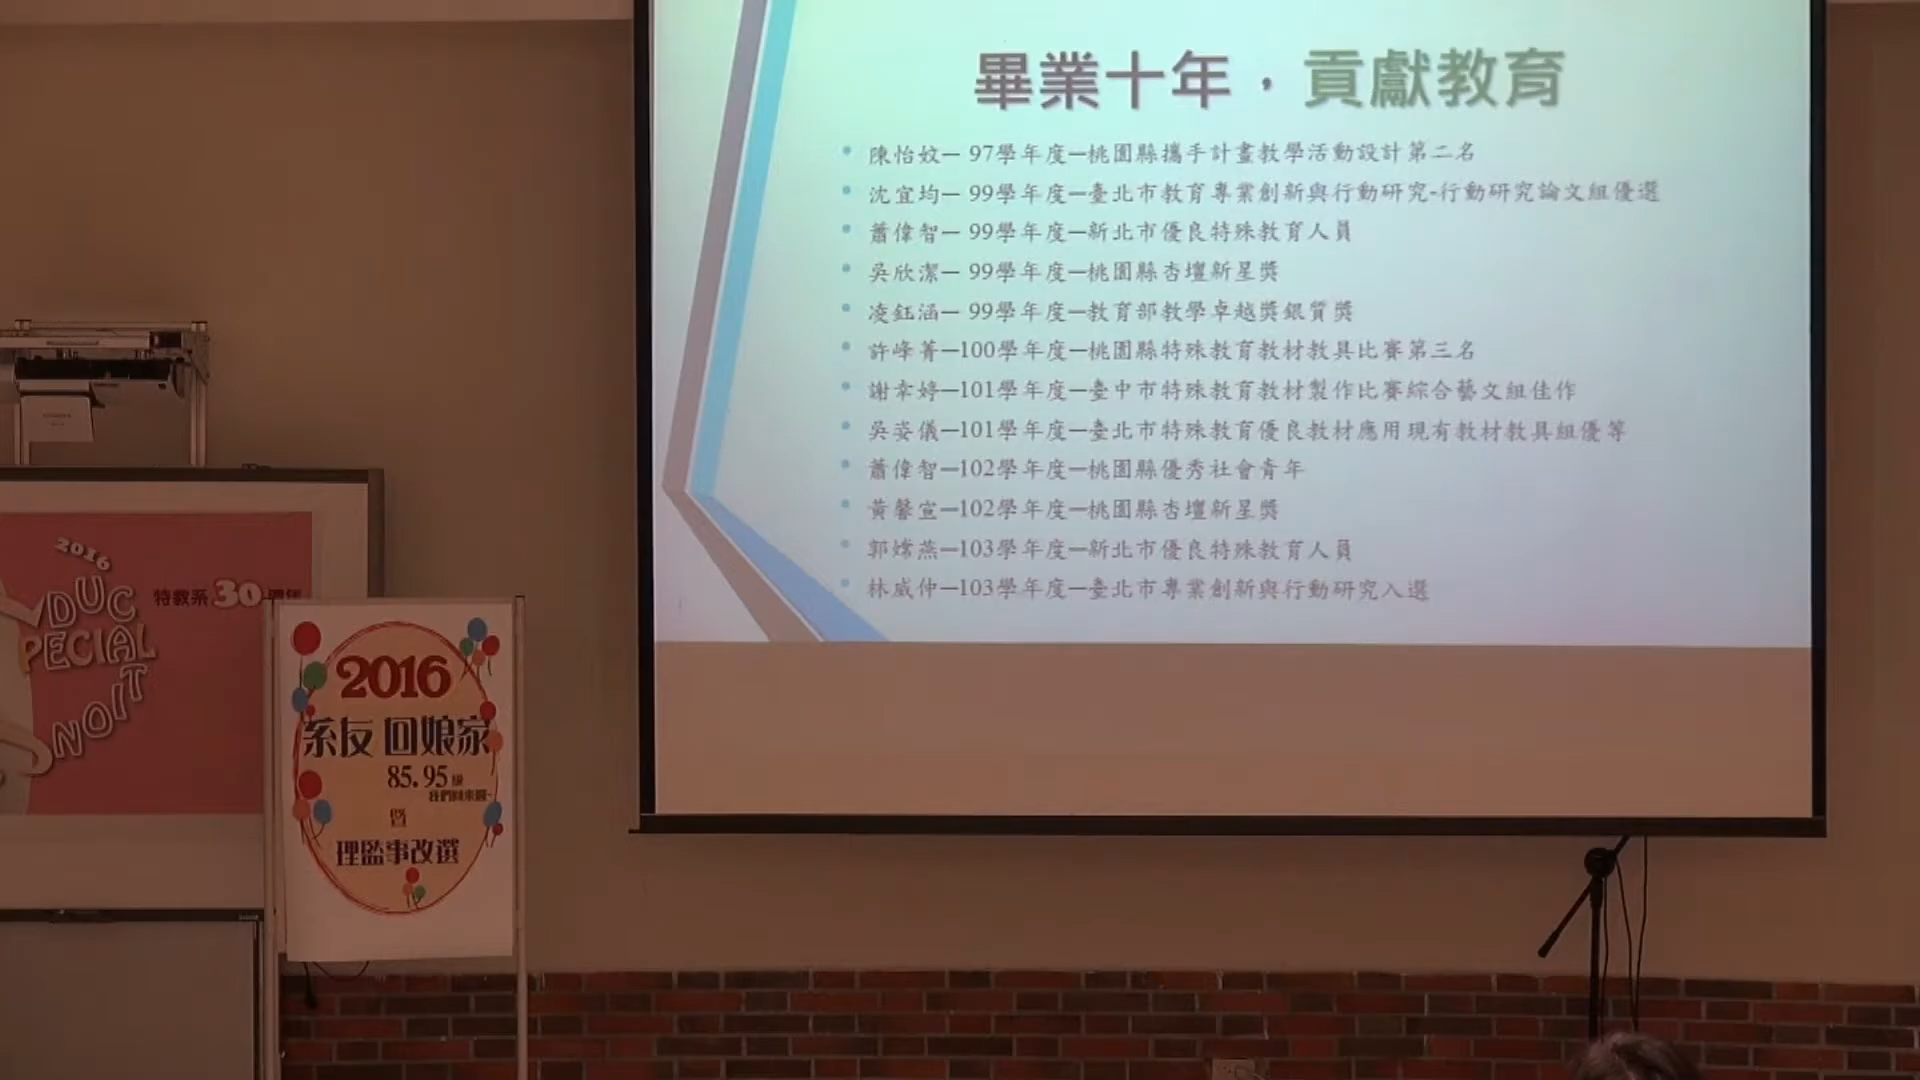 畢業十年，貢獻教育
陳怡妏─ 97學年度─桃園縣攜手計畫教學活動設計第二名
沈宜均─ 99學年度─臺北市教育專業創新與行動研究-行動研究論文組優選
蕭偉智─ 99學年度─新北市優良特殊教育人員
吳欣潔─ 99學年度─桃園縣杏壇新星獎
凌鈺涵─ 99學年度─教育部教學卓越獎銀質獎
許峰菁─100學年度─桃園縣特殊教育教材教具比賽第三名
謝幸婷─101學年度─臺中市特殊教育教材製作比賽綜合藝文組佳作
吳姿儀─101學年度─臺北市特殊教育優良教材應用現有教材教具組優等
蕭偉智─102學年度─桃園縣優秀社會青年
黃馨萱─102學年度─桃園縣杏壇新星獎
郭嫦燕─103學年度─新北市優良特殊教育人員
林威仲─103學年度─臺北市專業創新與行動研究入選
2016
DUC
PECIAL
特教系30週年
2016
系友 回娘家
85.95級
我們回來囉~
暨
理監事改選